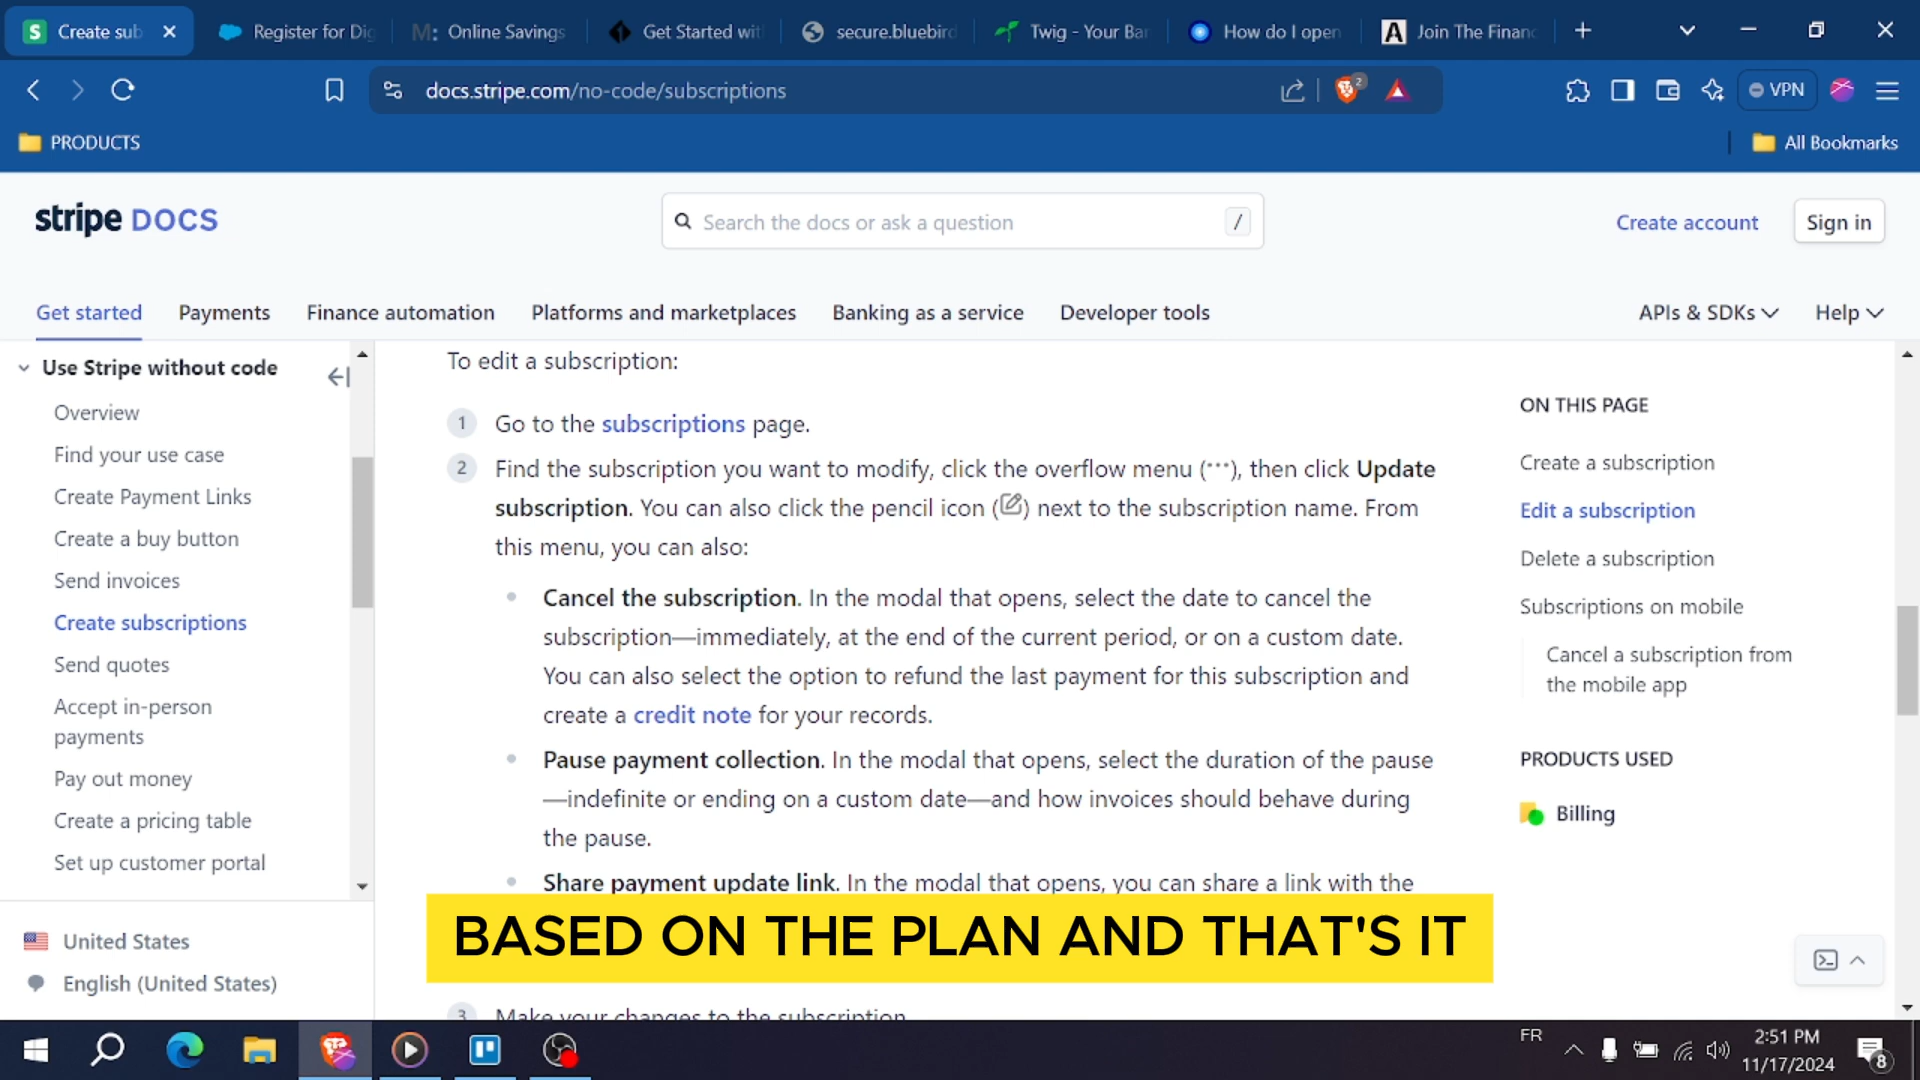 S Create sub
Register for Dig
M: Online Savings
Get Started wit
secure.bluebird
Twig - Your Ban
How do I open
A Join The Financ
docs.stripe.com/no-code/subscriptions
2
VPN
PRODUCTS
All Bookmarks
stripe DOCS
Search the docs or ask a question
/
Create account
Sign in
Get started
Payments
Finance automation
Platforms and marketplaces
Banking as a service
Developer tools
APIs & SDKs
Help
Use Stripe without code
Overview
Find your use case
Create Payment Links
Create a buy button
Send invoices
Create subscriptions
Send quotes
Accept in-person
payments
Pay out money
Create a pricing table
Set up customer portal
United States
English (United States)
To edit a subscription:
1 Go to the subscriptions page.
2 Find the subscription you want to modify, click the overflow menu (···), then click Update
subscription. You can also click the pencil icon ( ) next to the subscription name. From
this menu, you can also:
Cancel the subscription. In the modal that opens, select the date to cancel the
subscription—immediately, at the end of the current period, or on a custom date.
You can also select the option to refund the last payment for this subscription and
create a credit note for your records.
Pause payment collection. In the modal that opens, select the duration of the pause
—indefinite or ending on a custom date—and how invoices should behave during
the pause.
Share payment update link. In the modal that opens, you can share a link with the
BASED ON THE PLAN AND THAT'S IT
3 Make your changes to the subscription
ON THIS PAGE
Create a subscription
Edit a subscription
Delete a subscription
Subscriptions on mobile
Cancel a subscription from
the mobile app
PRODUCTS USED
Billing
FR
2:51 PM
11/17/2024
8